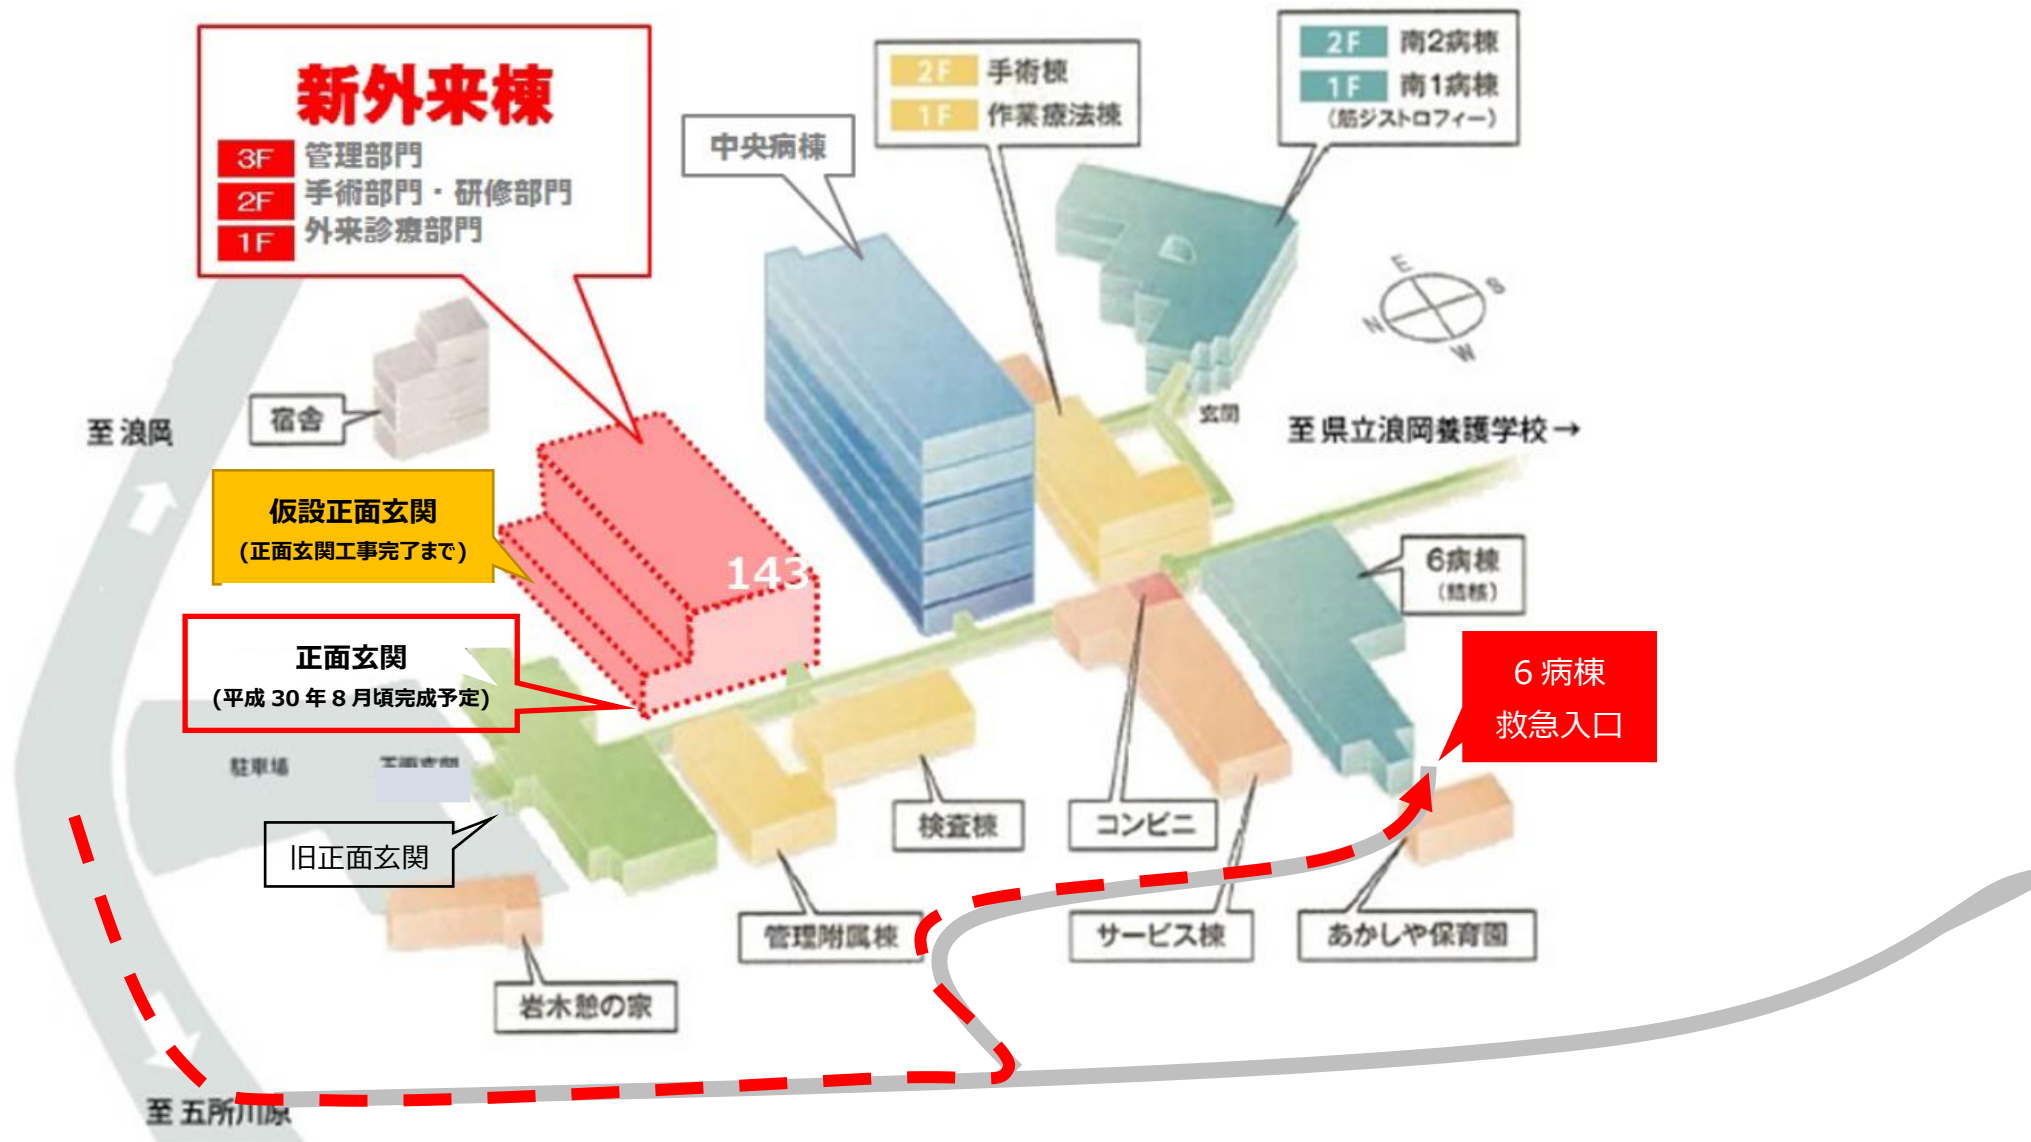 新外来棟
3F 管理部門
2F 手術部門・研修部門
1F 外来診療部門
中央病棟
2F 手術棟
1F 作業療法棟
2F 南2病棟
1F 南1病棟
(筋ジストロフィー)
E
S
N
W
宿舎
至 浪岡
玄関
至 県立浪岡養護学校→
仮設正面玄関
(正面玄関工事完了まで)
143
6病棟
(結核)
正面玄関
(平成 30 年 8 月頃完成予定)
6 病棟
救急入口
駐車場
正面玄関
旧正面玄関
検査棟
コンビニ
管理附属棟
サービス棟
あかしや保育園
岩木憩の家
至 五所川原